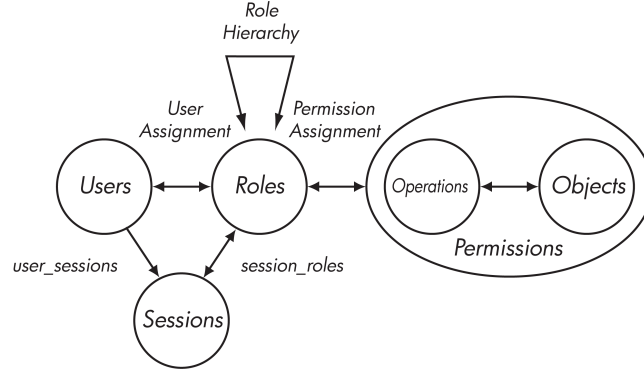 Role
Hierarchy
User
Assignment
Permission
Assignment
Users
Roles
Operations
Objects
Permissions
user_sessions
session_roles
Sessions